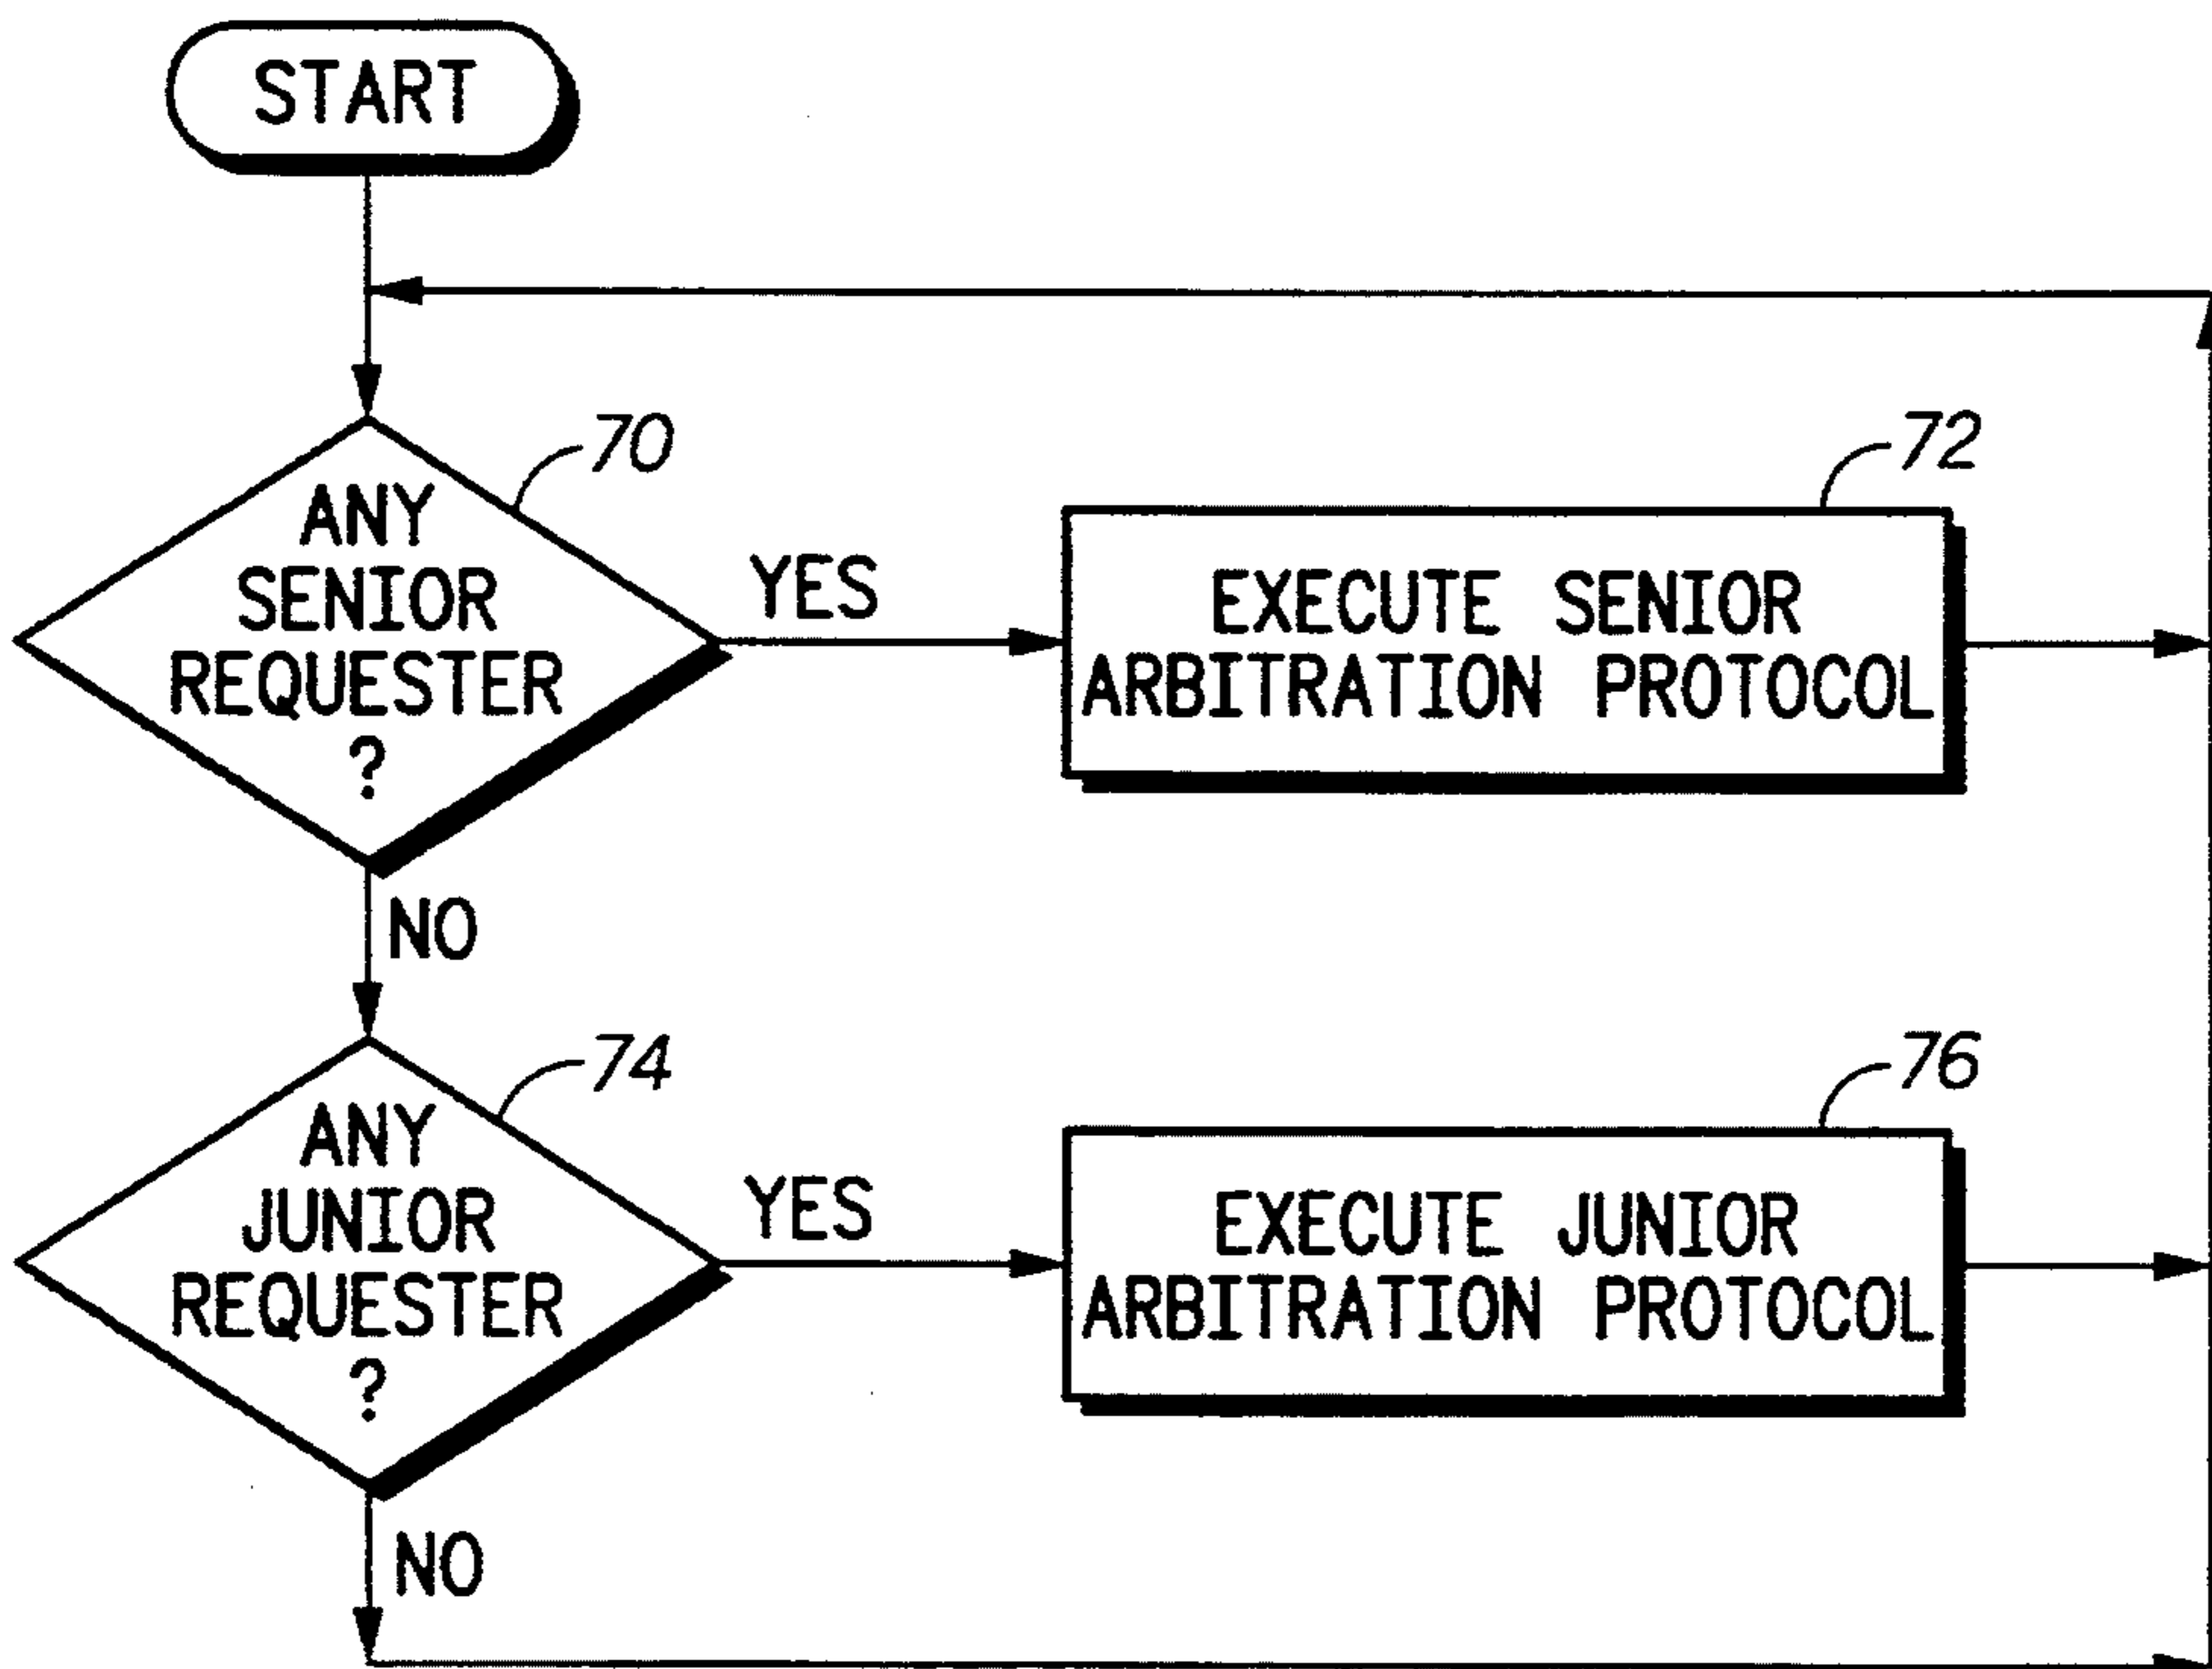 START
70
ANY
SENIOR
REQUESTER
?
YES
72
EXECUTE SENIOR
ARBITRATION PROTOCOL
NO
74
ANY
JUNIOR
REQUESTER
?
YES
76
EXECUTE JUNIOR
ARBITRATION PROTOCOL
NO